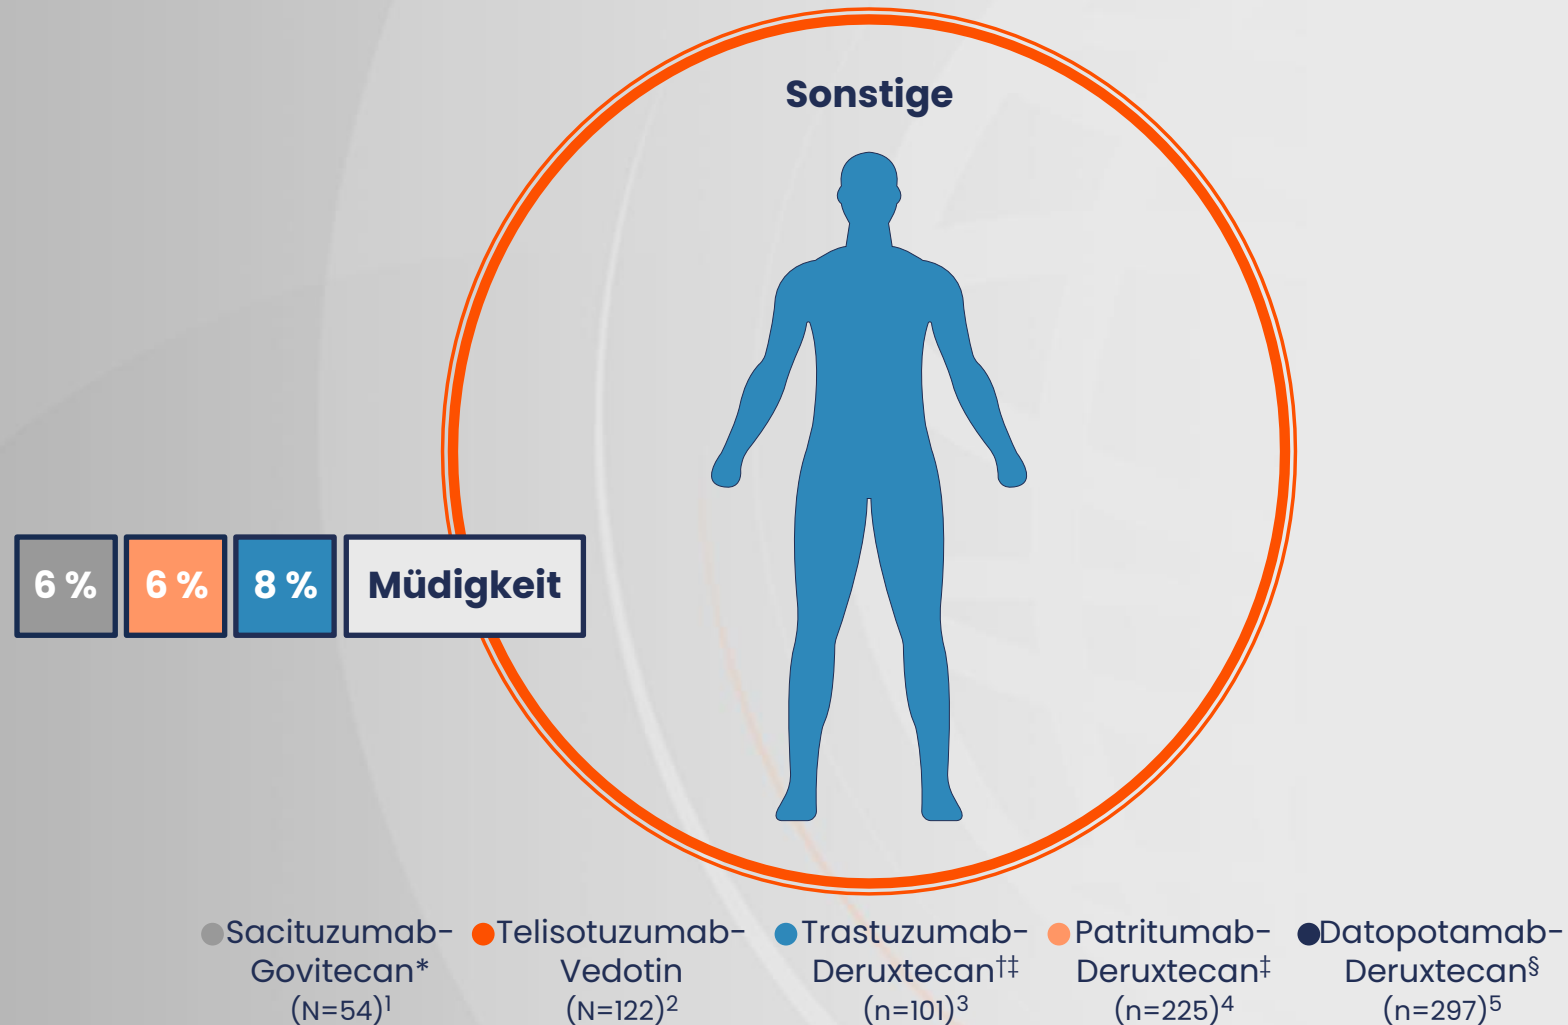 Sonstige
6 % 6 % 8 % Müdigkeit
Sacituzumab-
Govitecan*
(N=54)¹
Telisotuzumab-
Vedotin
(N=122)²
Trastuzumab-
Deruxtecan†‡
(n=101)³
Patritumab-
Deruxtecan‡
(n=225)⁴
Datopotamab-
Deruxtecan§
(n=297)⁵